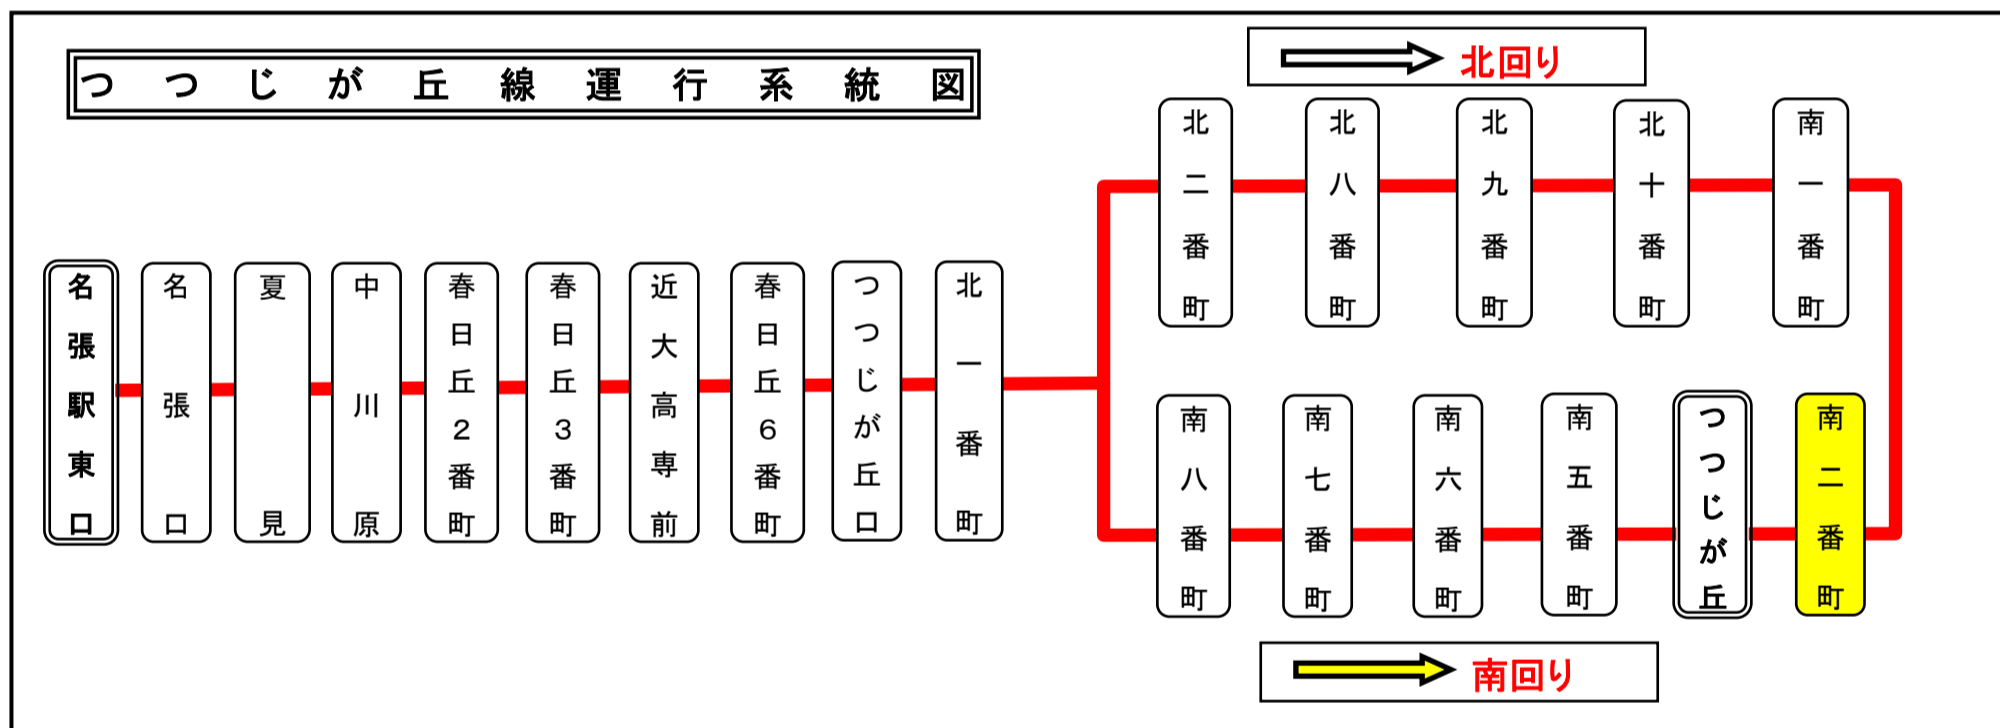 つつじが丘線運行系統図
北回り
北二番町
北八番町
北九番町
北十番町
南一番町
名張駅東口
名張口
夏見
中川原
春日丘2番町
春日丘3番町
近大高専前
春日丘6番町
つつじが丘口
北一番町
南八番町
南七番町
南六番町
南五番町
つつじが丘
南二番町
南回り